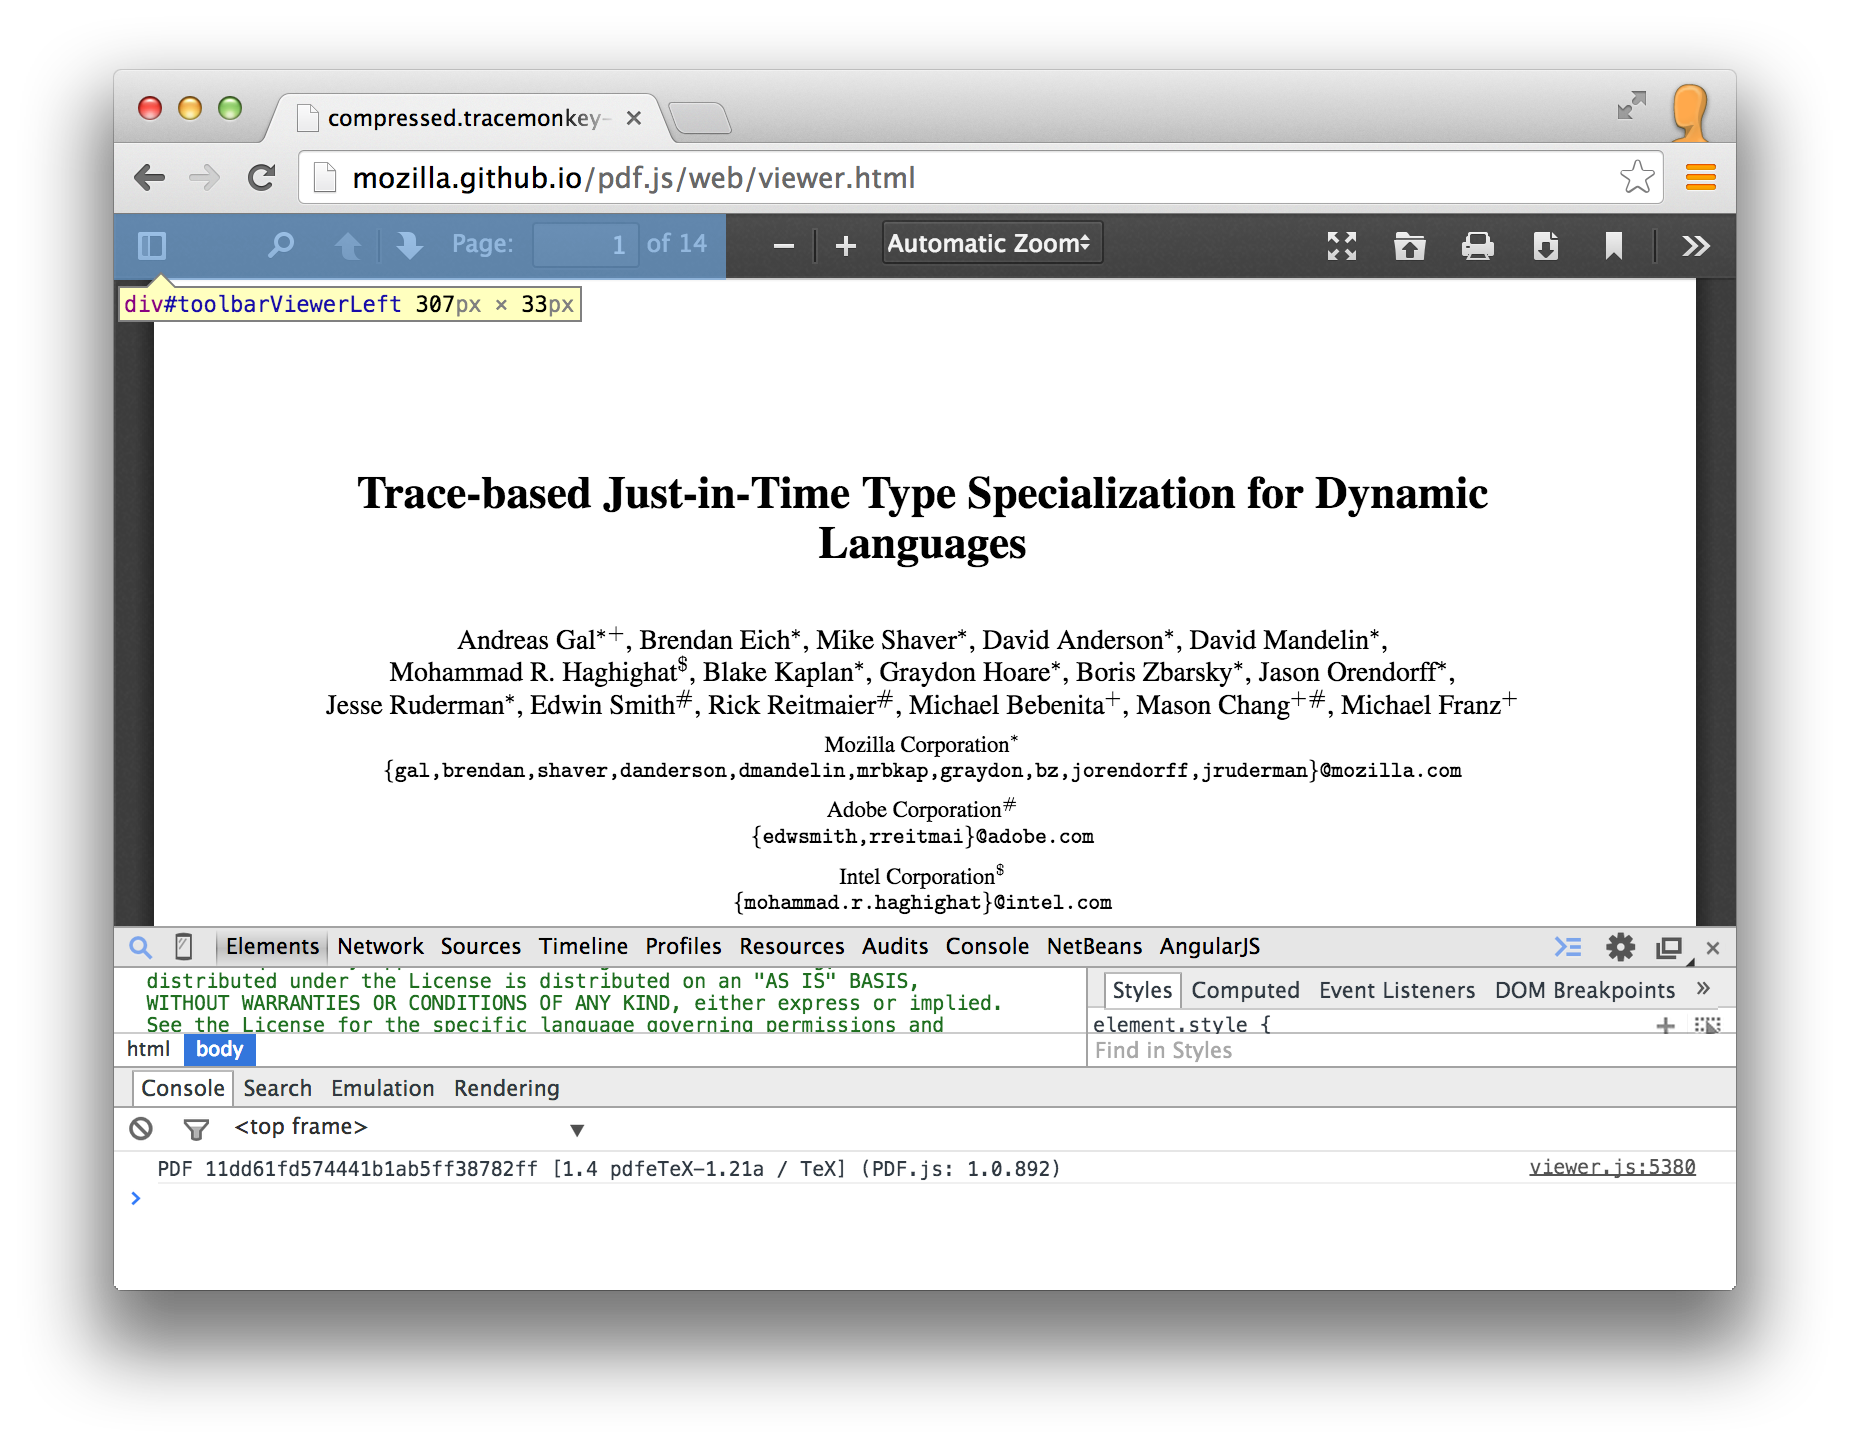 compressed.tracemonkey-
mozilla.github.io/pdf.js/web/viewer.html
Page: 1 of 14
Automatic Zoom
div#toolbarViewerLeft 307px × 33px
Trace-based Just-in-Time Type Specialization for Dynamic
Languages
Andreas Gal*+, Brendan Eich*, Mike Shaver*, David Anderson*, David Mandelin*,
Mohammad R. Haghighat$, Blake Kaplan*, Graydon Hoare*, Boris Zbarsky*, Jason Orendorff*,
Jesse Ruderman*, Edwin Smith#, Rick Reitmaier#, Michael Bebenita+, Mason Chang+#, Michael Franz+
Mozilla Corporation*
{gal,brendan,shaver,danderson,dmandelin,mrbkap,graydon,bz,jorendorff,jruderman}@mozilla.com
Adobe Corporation#
{edwsmith,rreitmai}@adobe.com
Intel Corporation$
{mohammad.r.haghighat}@intel.com
Elements Network Sources Timeline Profiles Resources Audits Console NetBeans AngularJS
distributed under the License is distributed on an "AS IS" BASIS,
WITHOUT WARRANTIES OR CONDITIONS OF ANY KIND, either express or implied.
See the License for the specific language governing permissions and
html body
Styles Computed Event Listeners DOM Breakpoints »
element.style {
Find in Styles
Console Search Emulation Rendering
<top frame>
PDF 11dd61fd574441b1ab5ff38782ff [1.4 pdfeTeX-1.21a / TeX] (PDF.js: 1.0.892)
viewer.js:5380